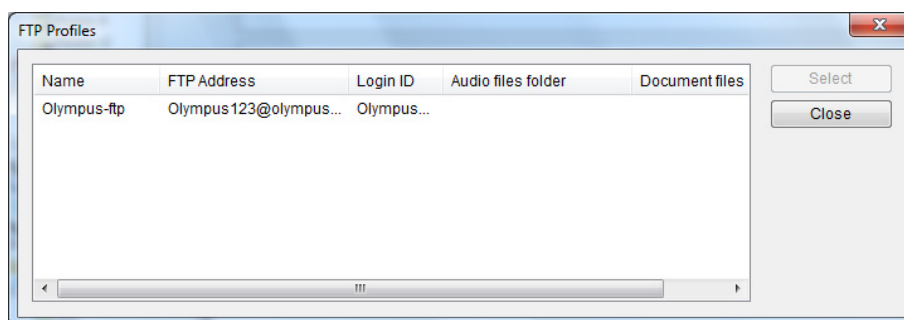 FTP Profiles
Name FTP Address Login ID Audio files folder Document files
Olympus-ftp Olympus123@olympus... Olympus...
Select
Close